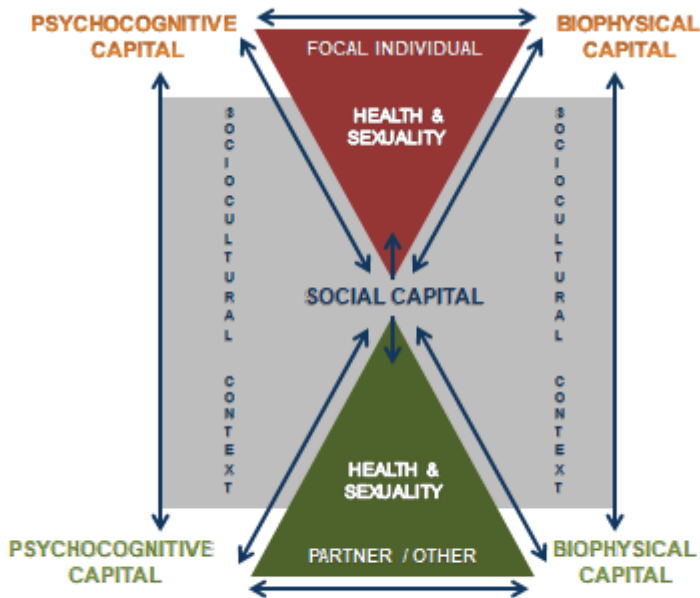 PSYCHOCOGNITIVE
CAPITAL
BIOPHYSICAL
CAPITAL
FOCAL INDIVIDUAL
HEALTH &
SEXUALITY
SOCIOCULTURAL CONTEXT
SOCIOCULTURAL CONTEXT
SOCIAL CAPITAL
HEALTH &
SEXUALITY
PARTNER / OTHER
PSYCHOCOGNITIVE
CAPITAL
BIOPHYSICAL
CAPITAL